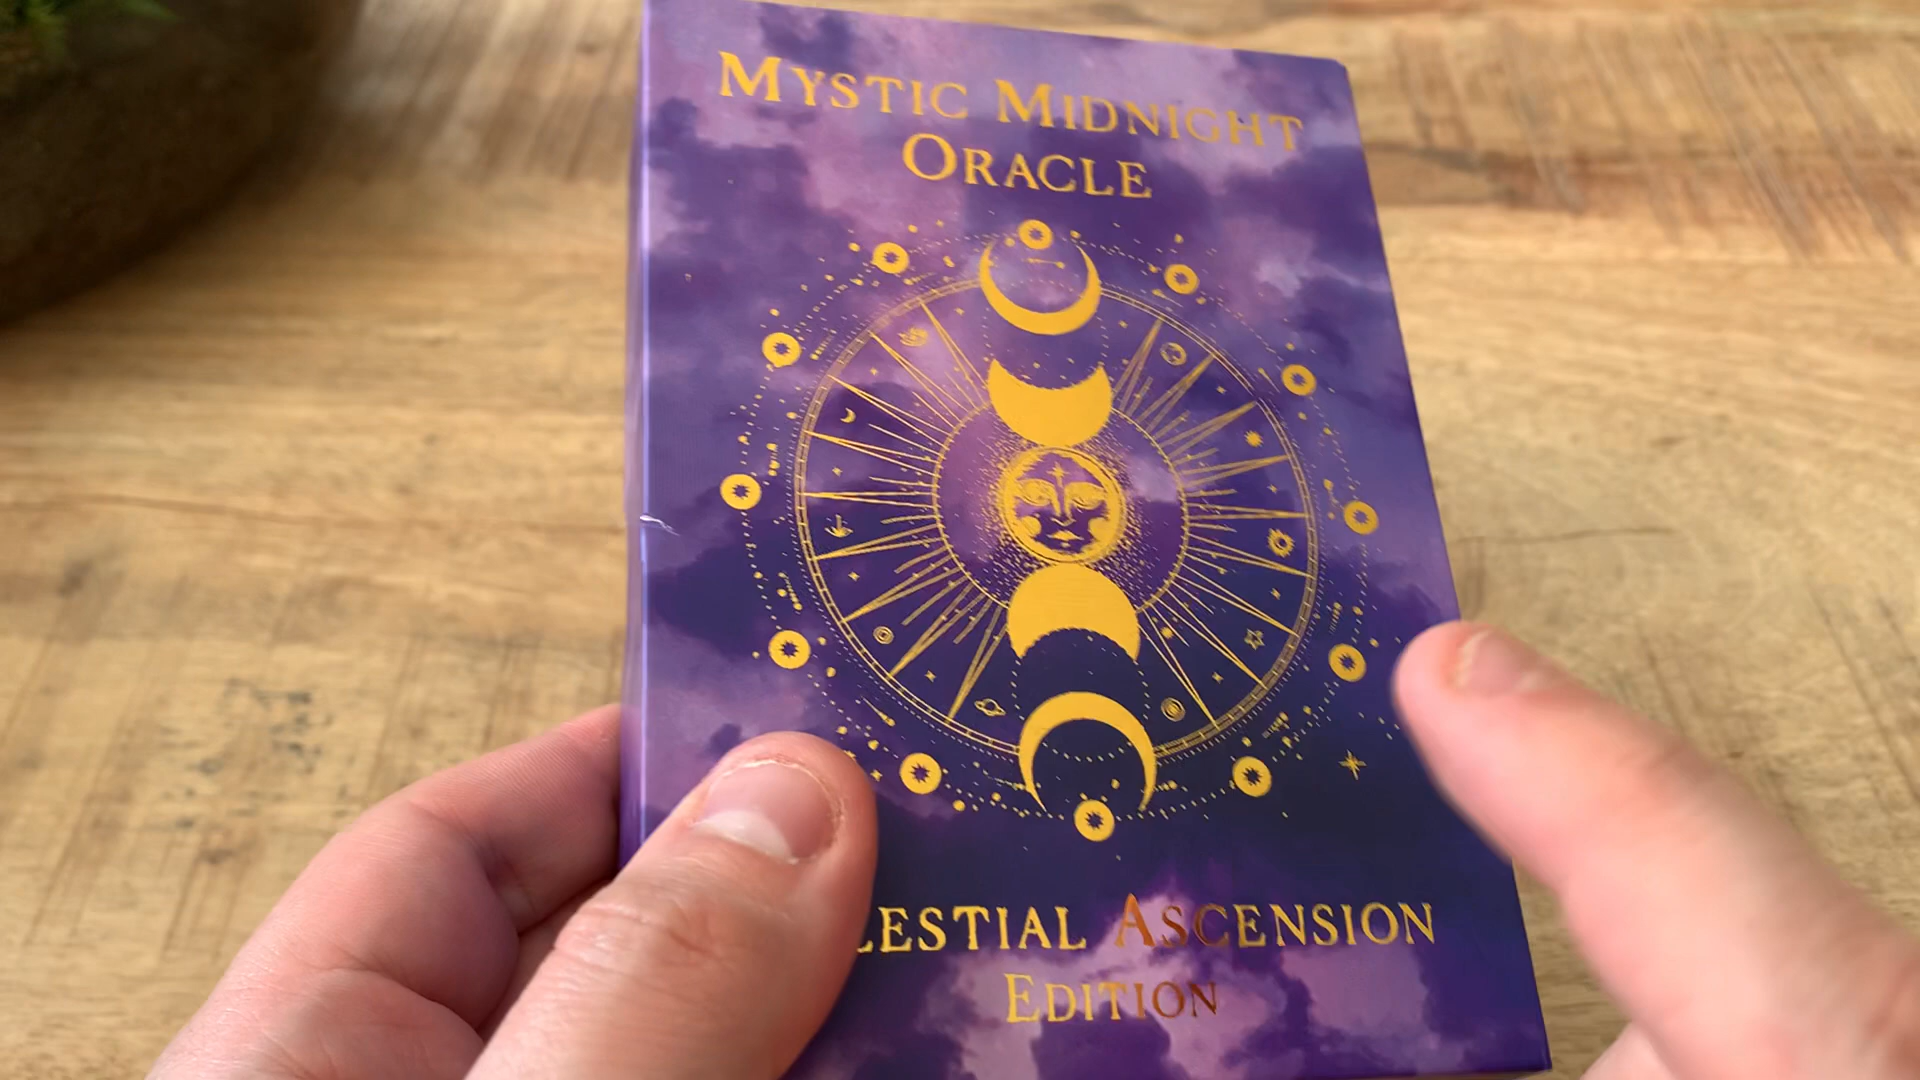 Mystic Midnight
Oracle
lestial Ascension
Edition